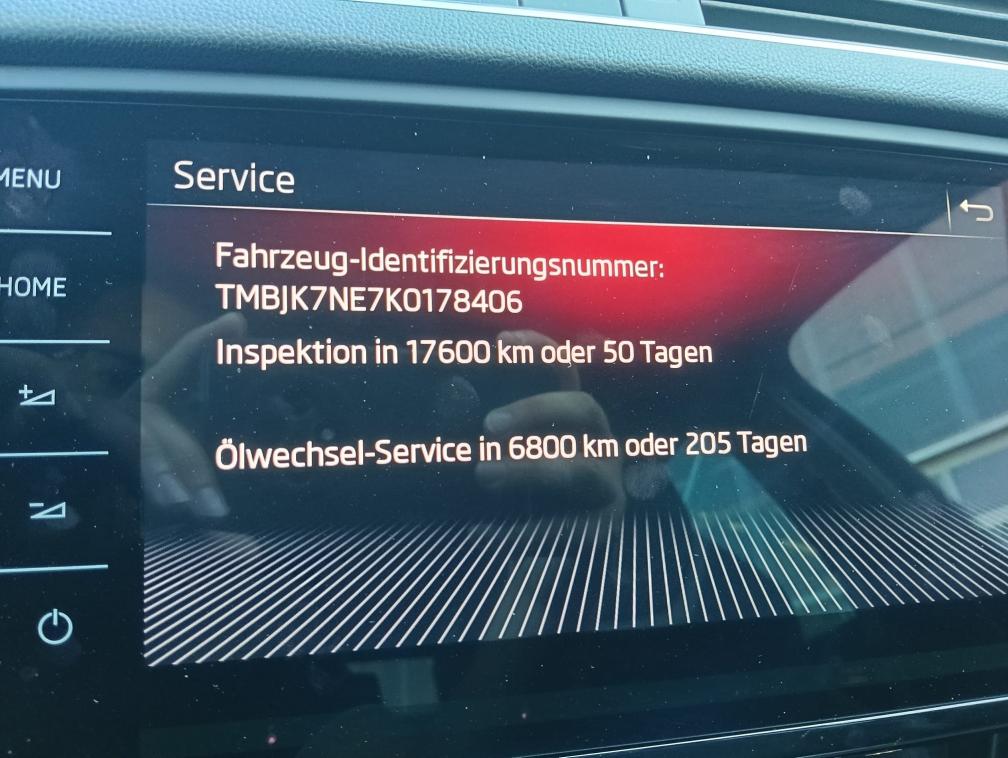 MENU
HOME
Service
Fahrzeug-Identifizierungsnummer:
TMBJK7NE7K0178406
Inspektion in 17600 km oder 50 Tagen
Ölwechsel-Service in 6800 km oder 205 Tagen